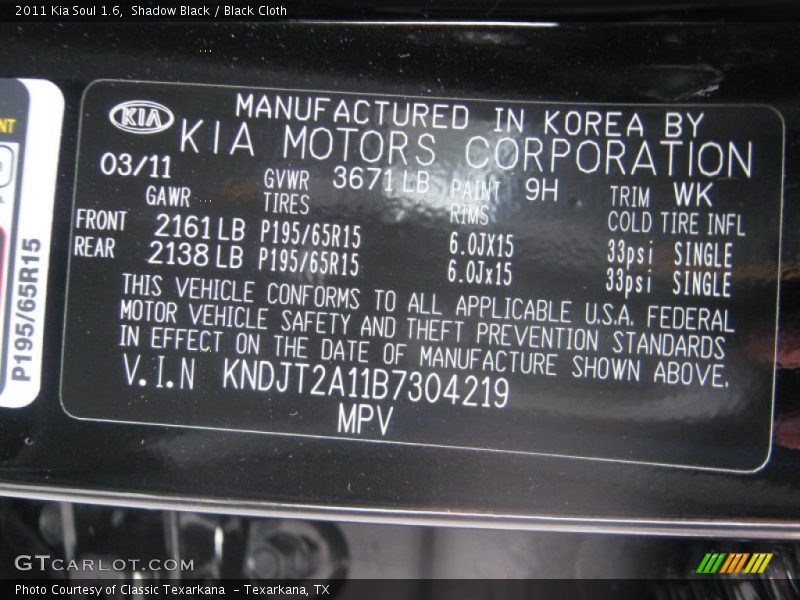 2011 Kia Soul 1.6, Shadow Black / Black Cloth
KIA
MANUFACTURED IN KOREA BY
KIA MOTORS CORPORATION
03/11 GVWR 3671 LB PAINT 9H TRIM WK
GAWR TIRES RIMS COLD TIRE INFL
FRONT 2161 LB P195/65R15 6.0JX15 33psi SINGLE
REAR 2138 LB P195/65R15 6.0Jx15 33psi SINGLE
THIS VEHICLE CONFORMS TO ALL APPLICABLE U.S.A. FEDERAL
MOTOR VEHICLE SAFETY AND THEFT PREVENTION STANDARDS
IN EFFECT ON THE DATE OF MANUFACTURE SHOWN ABOVE.
V.I.N KNDJT2A11B7304219
MPV
P195/65R15
GTCARLOT.COM
Photo Courtesy of Classic Texarkana - Texarkana, TX